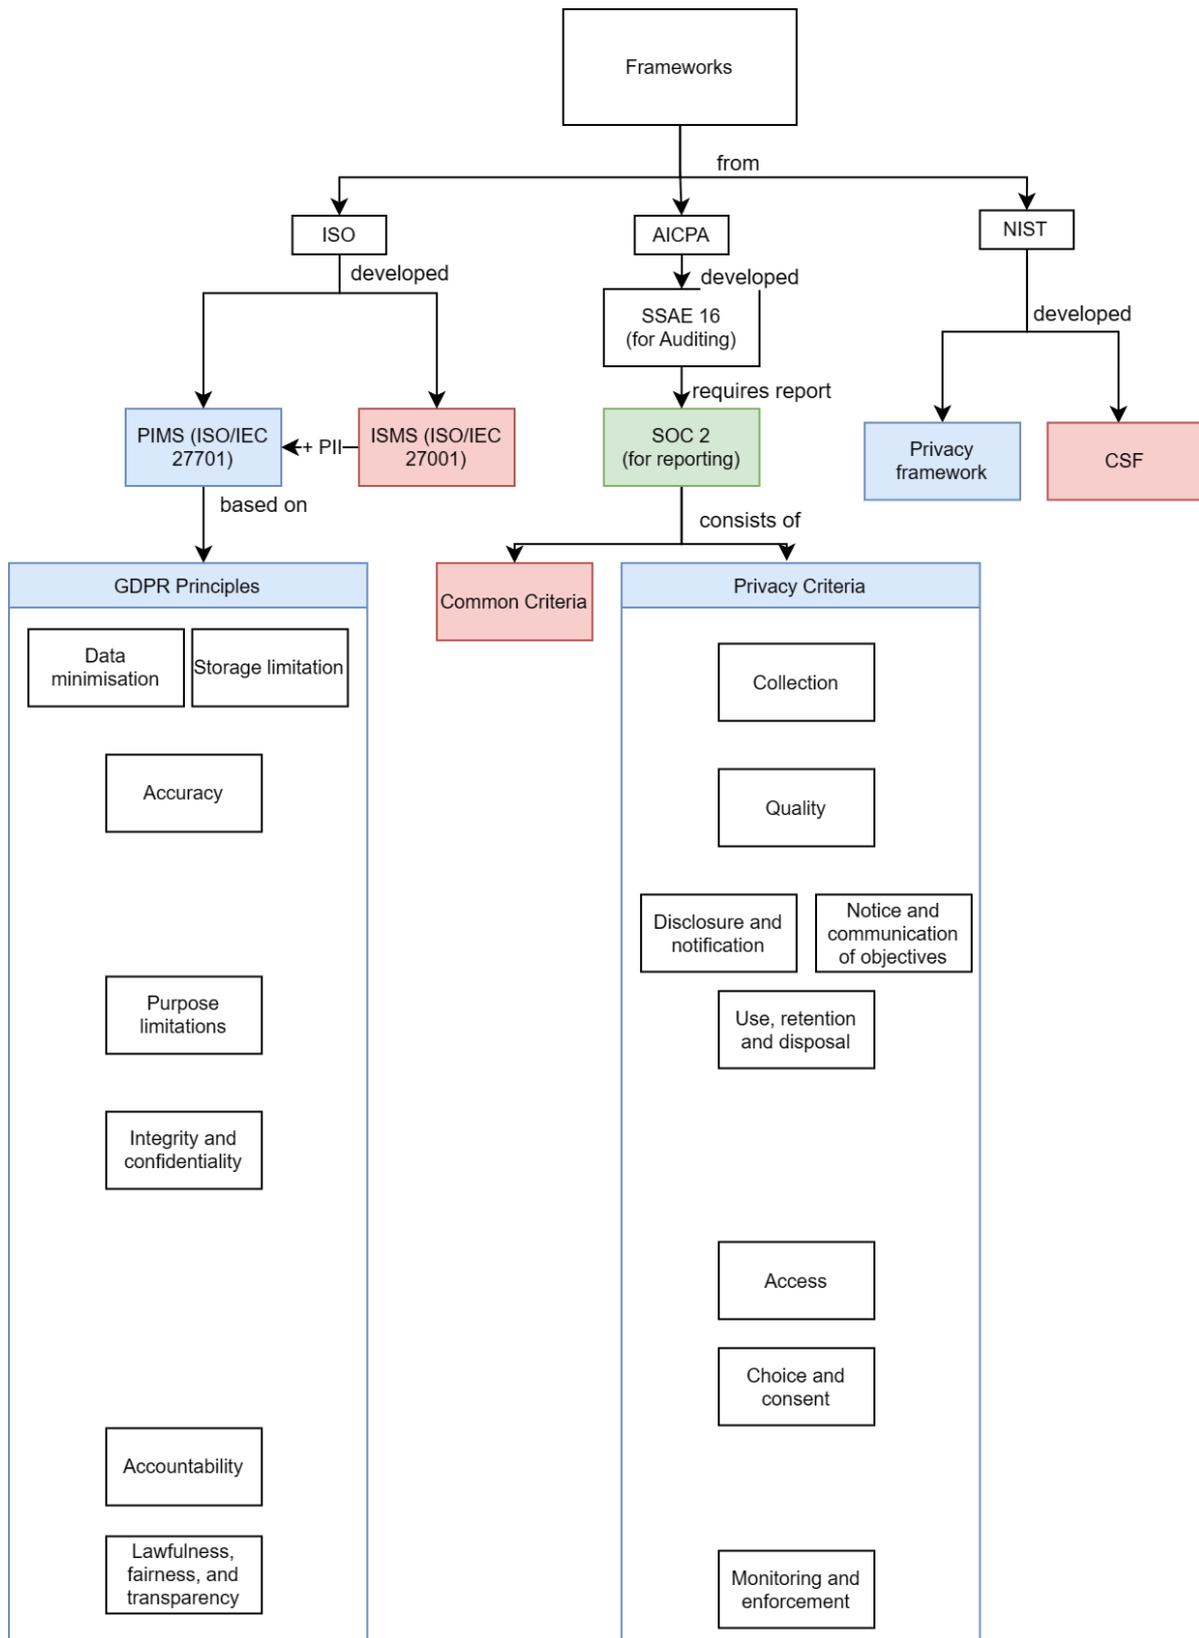 Frameworks
from
ISO
AICPA
NIST
developed
developed
developed
SSAE 16
(for Auditing)
requires report
PIMS (ISO/IEC
27701)
+ PII
ISMS (ISO/IEC
27001)
SOC 2
(for reporting)
Privacy
framework
CSF
based on
consists of
GDPR Principles
Data
minimisation
Storage limitation
Accuracy
Purpose
limitations
Integrity and
confidentiality
Accountability
Lawfulness,
fairness, and
transparency
Common Criteria
Privacy Criteria
Collection
Quality
Disclosure and
notification
Notice and
communication
of objectives
Use, retention
and disposal
Access
Choice and
consent
Monitoring and
enforcement